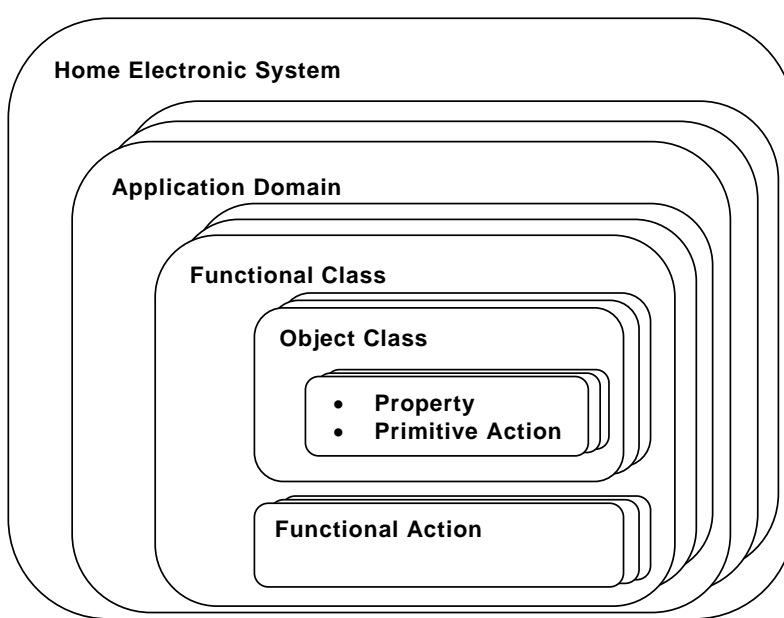 Home Electronic System
Application Domain
Functional Class
Object Class
• Property
• Primitive Action
Functional Action